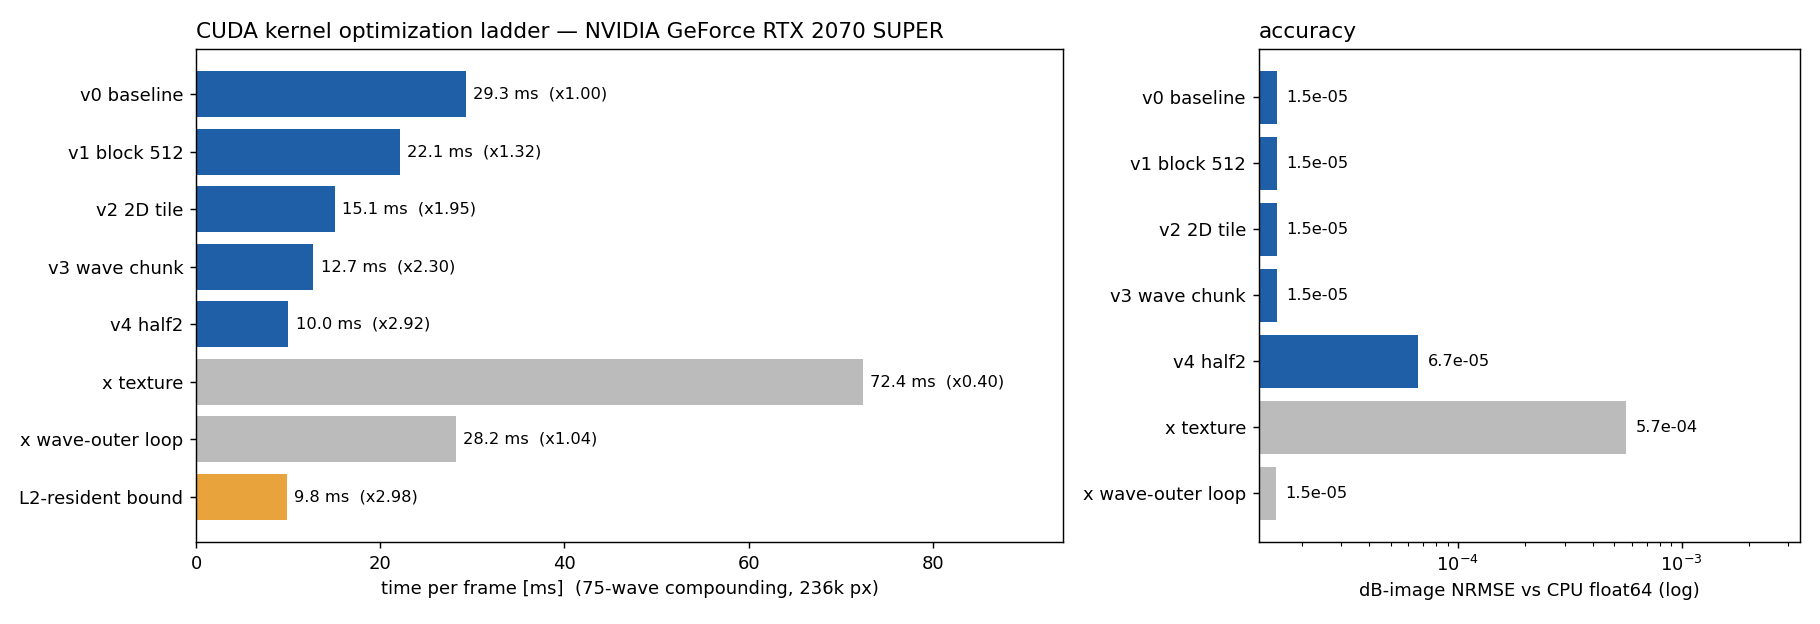 CUDA kernel optimization ladder — NVIDIA GeForce RTX 2070 SUPER
v0 baseline
29.3 ms  (x1.00)
v1 block 512
22.1 ms  (x1.32)
v2 2D tile
15.1 ms  (x1.95)
v3 wave chunk
12.7 ms  (x2.30)
v4 half2
10.0 ms  (x2.92)
x texture
72.4 ms  (x0.40)
x wave-outer loop
28.2 ms  (x1.04)
L2-resident bound
9.8 ms  (x2.98)
0 20 40 60 80
time per frame [ms]  (75-wave compounding, 236k px)
accuracy
v0 baseline
1.5e-05
v1 block 512
1.5e-05
v2 2D tile
1.5e-05
v3 wave chunk
1.5e-05
v4 half2
6.7e-05
x texture
5.7e-04
x wave-outer loop
1.5e-05
10⁻⁴ 10⁻³
dB-image NRMSE vs CPU float64 (log)